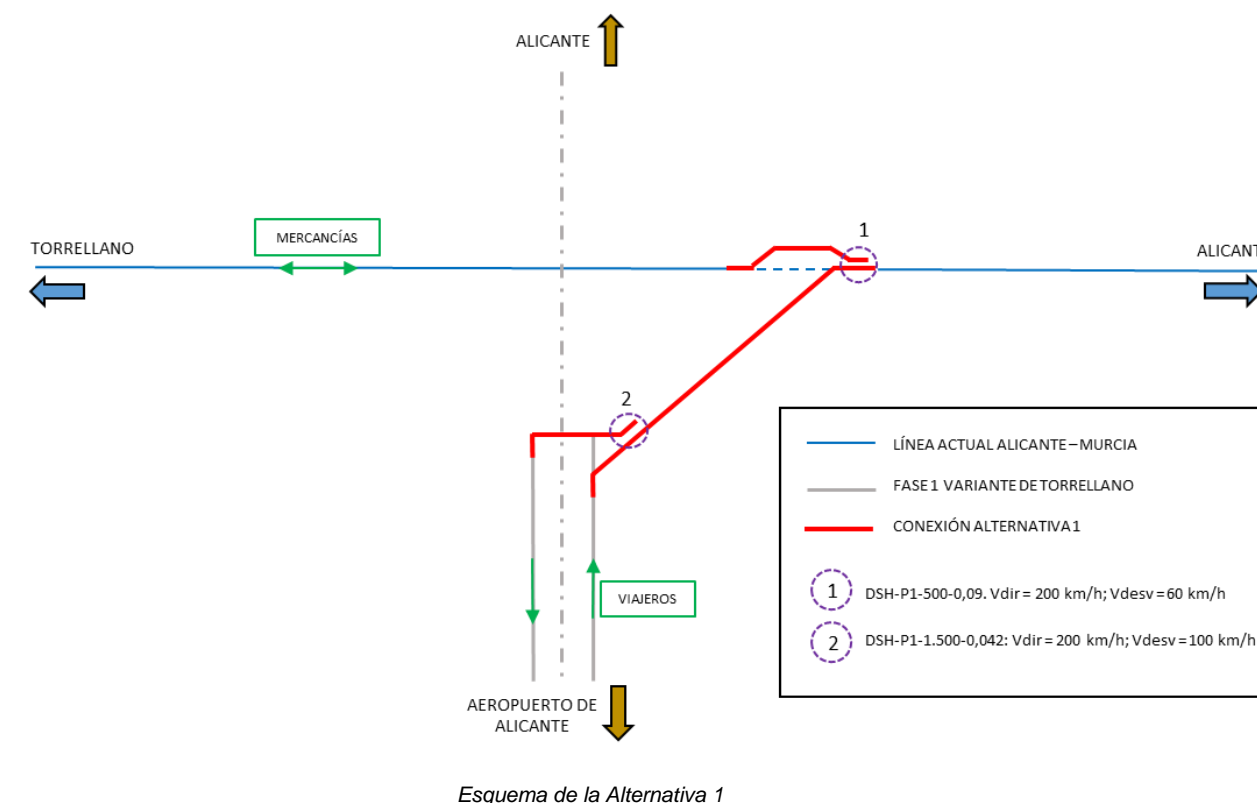 ALICANTE
1
TORRELLANO
MERCANCÍAS
ALICANT
2
LÍNEA ACTUAL ALICANTE – MURCIA
FASE 1 VARIANTE DE TORRELLANO
CONEXIÓN ALTERNATIVA 1
1 DSH-P1-500-0,09. Vdir = 200 km/h; Vdesv = 60 km/h
2 DSH-P1-1.500-0,042: Vdir = 200 km/h; Vdesv = 100 km/h
VIAJEROS
AEROPUERTO DE
ALICANTE
Esquema de la Alternativa 1